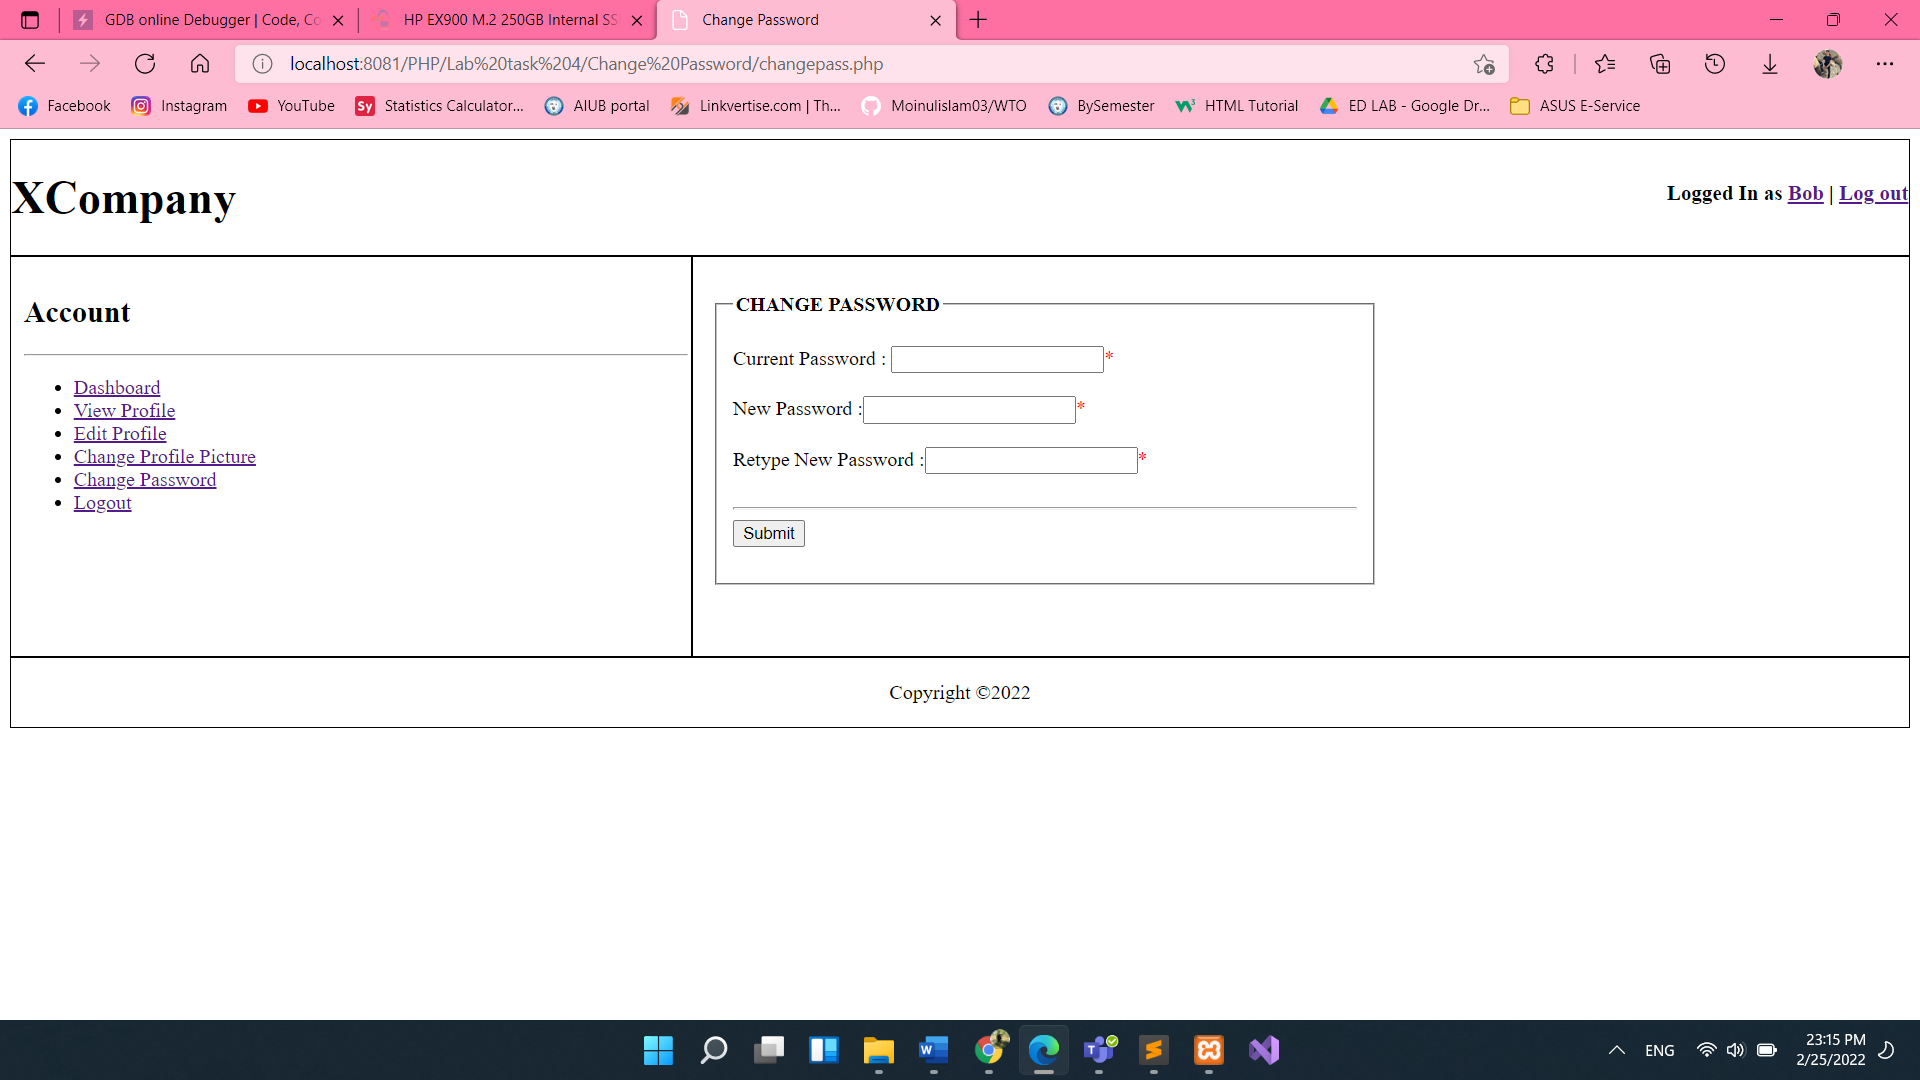 GDB online Debugger | Code, Co
HP EX900 M.2 250GB Internal SS
Change Password
localhost:8081/PHP/Lab%20task%204/Change%20Password/changepass.php
Facebook
Instagram
YouTube
Sy
Statistics Calculator...
AIUB portal
Linkvertise.com | Th...
Moinulislam03/WTO
BySemester
HTML Tutorial
ED LAB - Google Dr...
ASUS E-Service
XCompany
Logged In as Bob | Log out
Account
Dashboard
View Profile
Edit Profile
Change Profile Picture
Change Password
Logout
CHANGE PASSWORD
Current Password : *
New Password : *
Retype New Password : *
Submit
Copyright ©2022
ENG
23:15 PM
2/25/2022